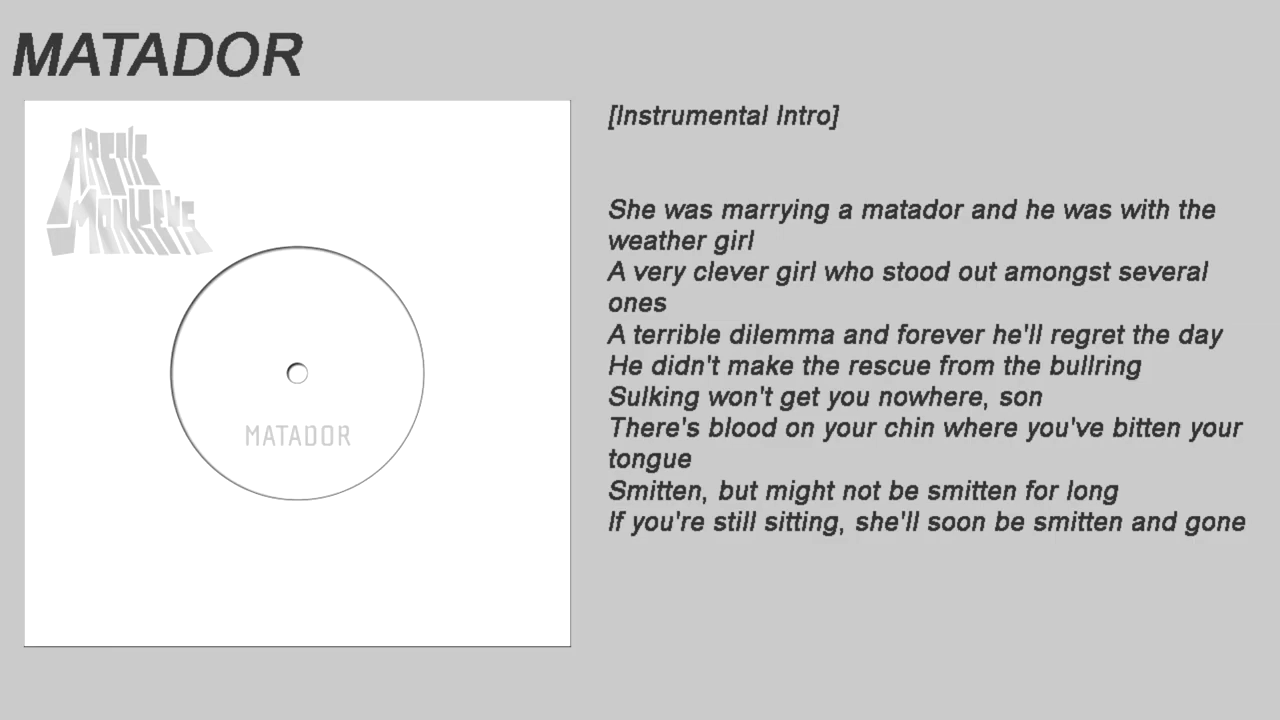 MATADOR
ARCTIC
MONKEYS
MATADOR
[Instrumental Intro]
She was marrying a matador and he was with the
weather girl
A very clever girl who stood out amongst several
ones
A terrible dilemma and forever he'll regret the day
He didn't make the rescue from the bullring
Sulking won't get you nowhere, son
There's blood on your chin where you've bitten your
tongue
Smitten, but might not be smitten for long
If you're still sitting, she'll soon be smitten and gone